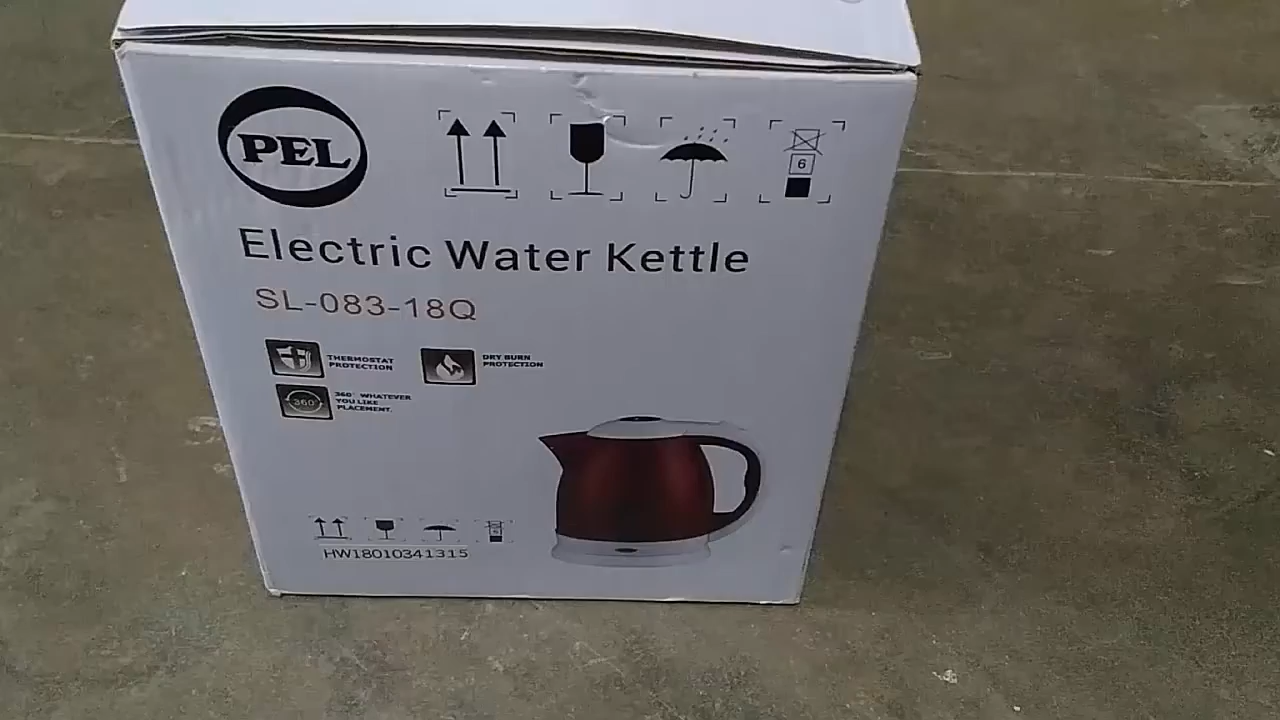 PEL
6
Electric Water Kettle
SL-083-18Q
THERMOSTAT
PROTECTION
DRY BURN
PROTECTION
360°
360° WHATEVER
YOU LIKE
PLACEMENT.
6
HW18010341315